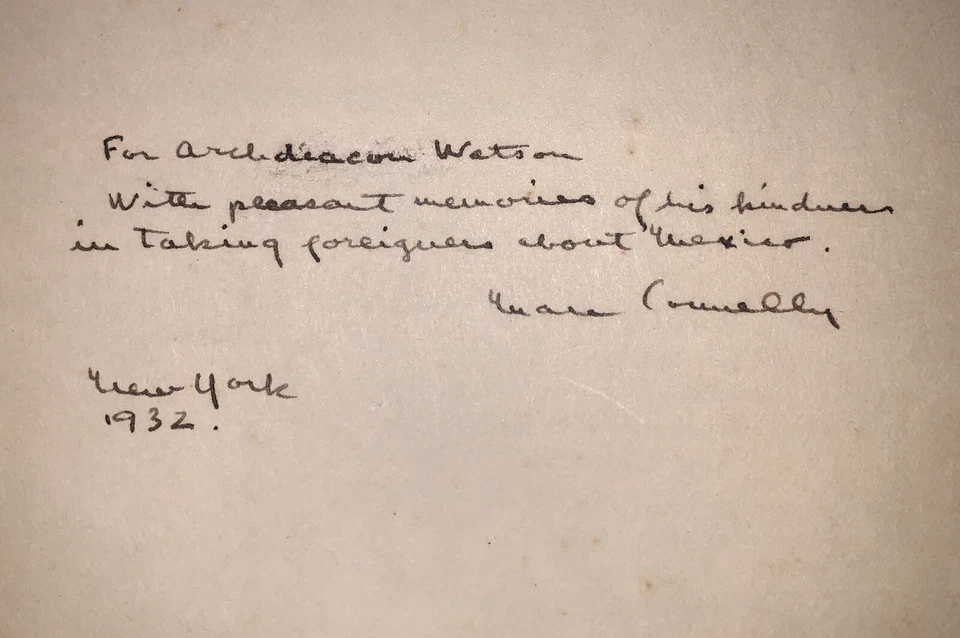 For Archdeacon Watson
With pleasant memories of his kindness
in taking foreigners about Mexico.
Marc Connelly
New York
1932.